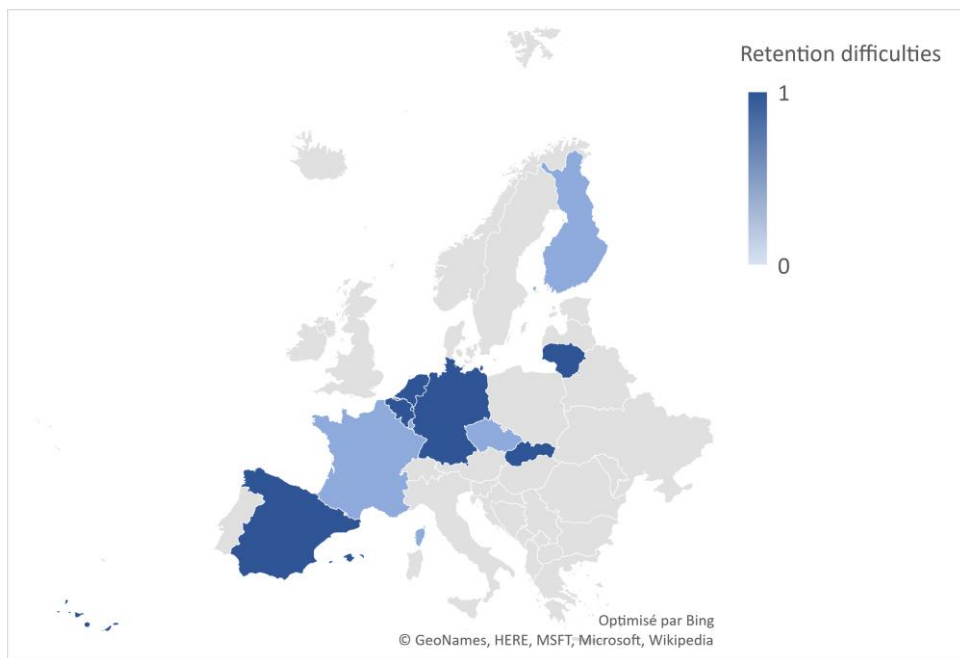 Retention difficulties
1
0
Optimisé par Bing
© GeoNames, HERE, MSFT, Microsoft, Wikipedia